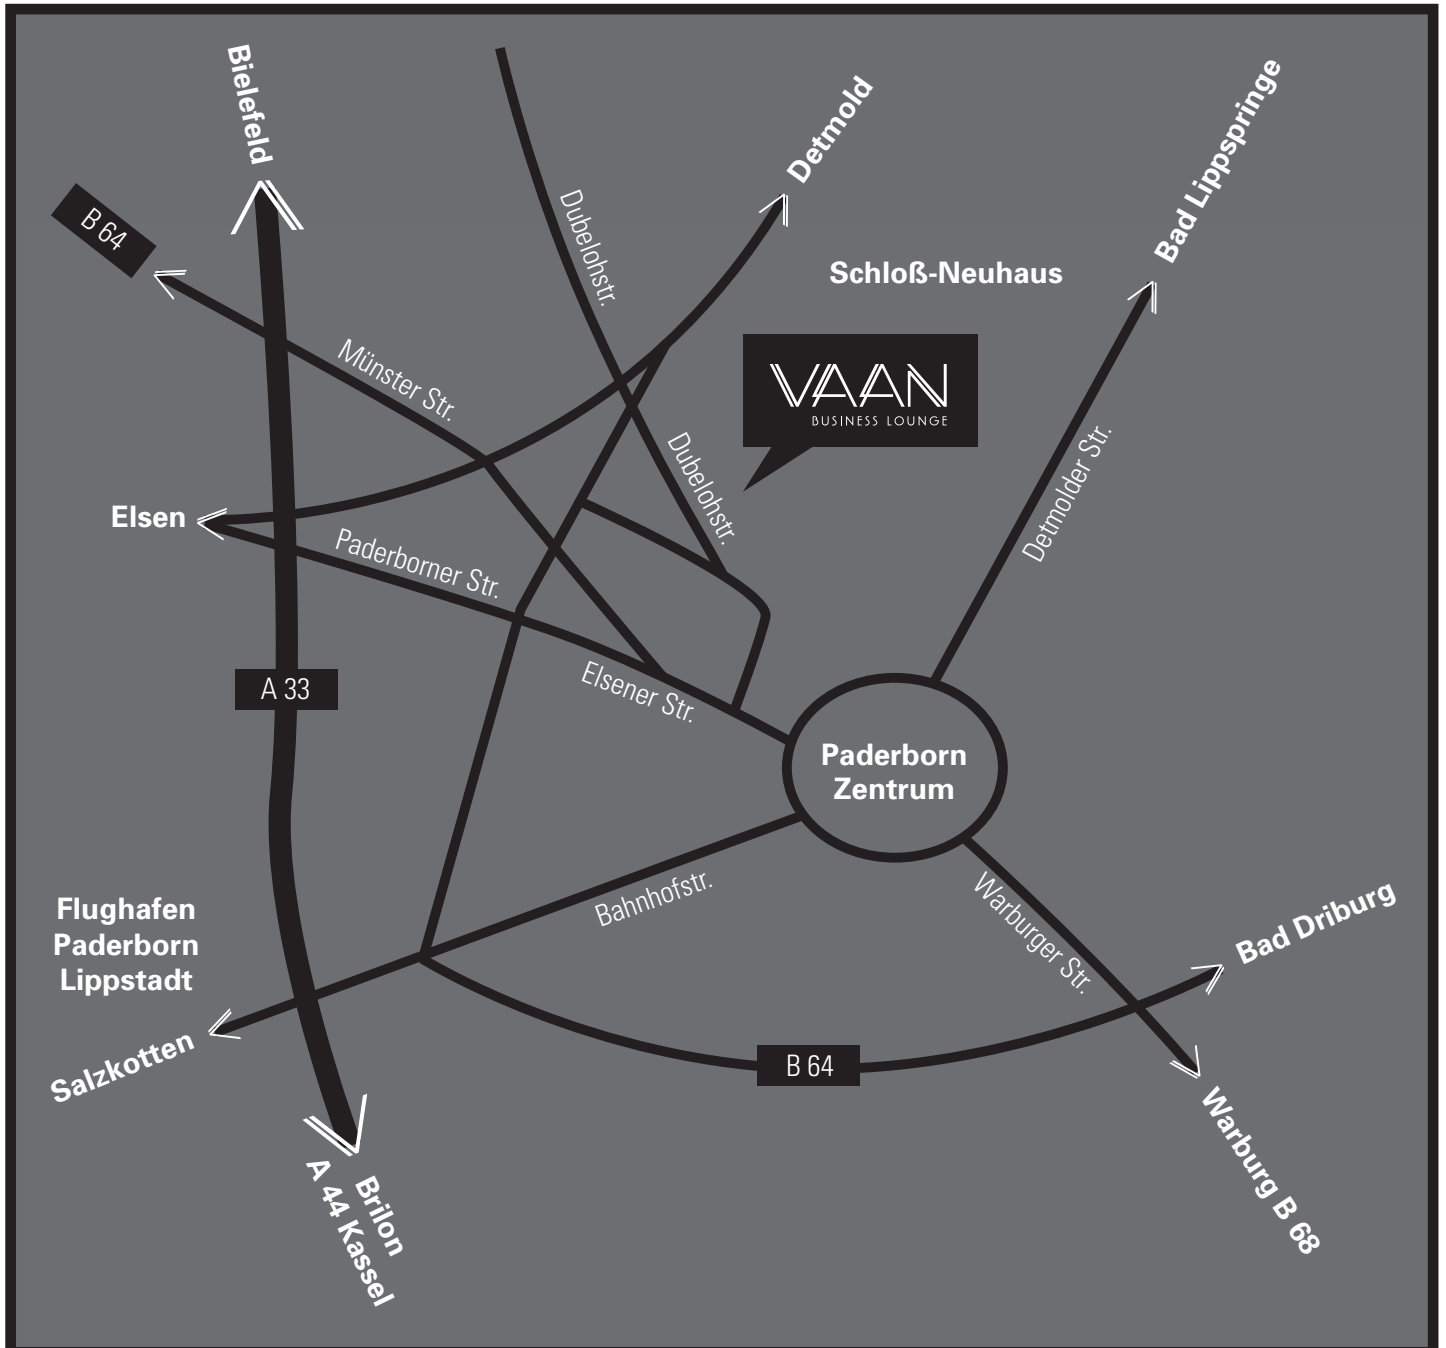 Bielefeld
Detmold
Bad Lippspringe
B 64
Dubelohstr.
Schloß-Neuhaus
Münster Str.
VAAN
BUSINESS LOUNGE
Dubelohstr.
Detmolder Str.
Elsen
Paderborner Str.
A 33
Elsener Str.
Paderborn
Zentrum
Bahnhofstr.
Warburger Str.
Flughafen
Paderborn
Lippstadt
Bad Driburg
Salzkotten
B 64
Warburg B 68
Brilon
A 44 Kassel